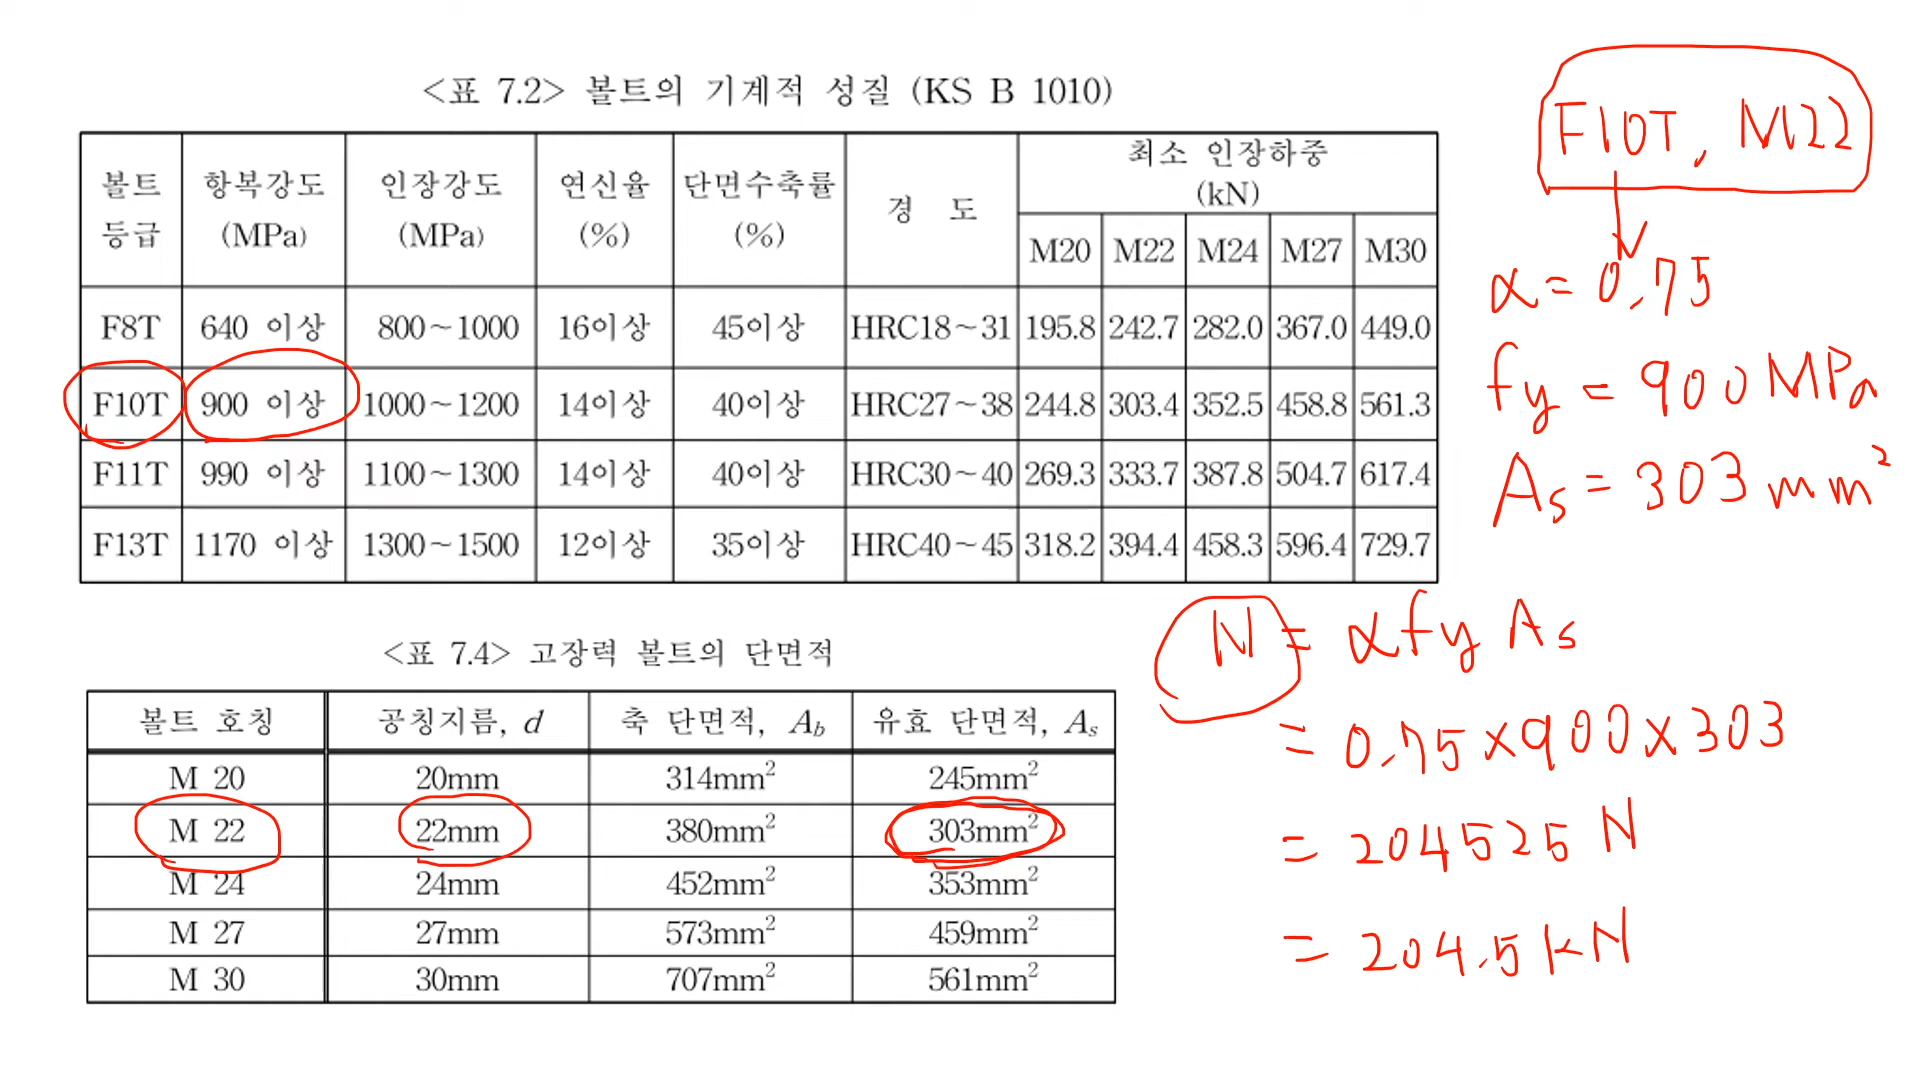 <표 7.2> 볼트의 기계적 성질 (KS B 1010)
볼트 등급 항복강도 (MPa) 인장강도 (MPa) 연신율 (%) 단면수축률 (%) 경 도 최소 인장하중 (kN)
M20 M22 M24 M27 M30
F8T 640 이상 800~1000 16이상 45이상 HRC18~31 195.8 242.7 282.0 367.0 449.0
F10T 900 이상 1000~1200 14이상 40이상 HRC27~38 244.8 303.4 352.5 458.8 561.3
F11T 990 이상 1100~1300 14이상 40이상 HRC30~40 269.3 333.7 387.8 504.7 617.4
F13T 1170 이상 1300~1500 12이상 35이상 HRC40~45 318.2 394.4 458.3 596.4 729.7
F10T, M22
α = 0.75
fy = 900 MPa
As = 303 mm²
<표 7.4> 고장력 볼트의 단면적
볼트 호칭 공칭지름, d 축 단면적, Ab 유효 단면적, As
M 20 20mm 314mm² 245mm²
M 22 22mm 380mm² 303mm²
M 24 24mm 452mm² 353mm²
M 27 27mm 573mm² 459mm²
M 30 30mm 707mm² 561mm²
N = α fy As
= 0.75 × 900 × 303
= 204525 N
= 204.5 kN